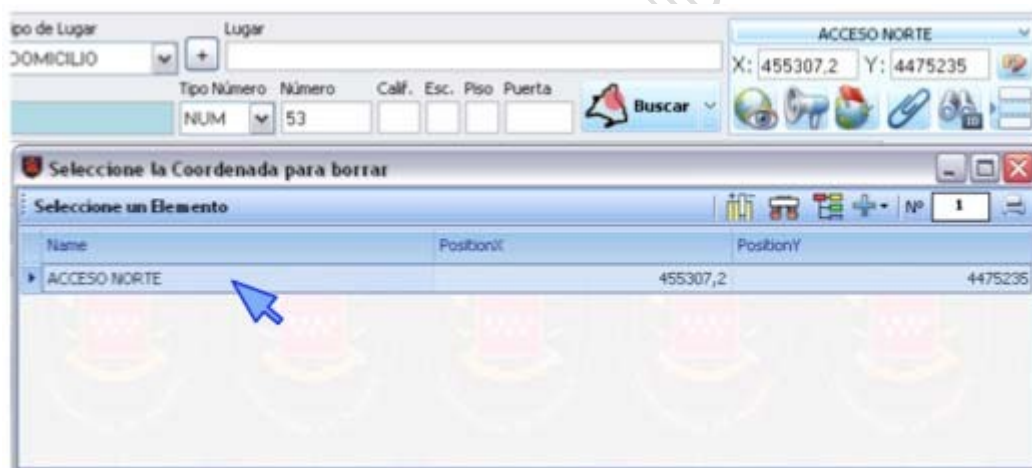 ipo de Lugar Lugar ACCESO NORTE
DOMICILIO + X: 455307,2 Y: 4475235
Tipo Número Número Calif. Esc. Piso Puerta
NUM 53 Buscar
Seleccione la Coordenada para borrar
Seleccione un Elemento Nº 1
Name PositionX PositionY
ACCESO NORTE 455307,2 4475235